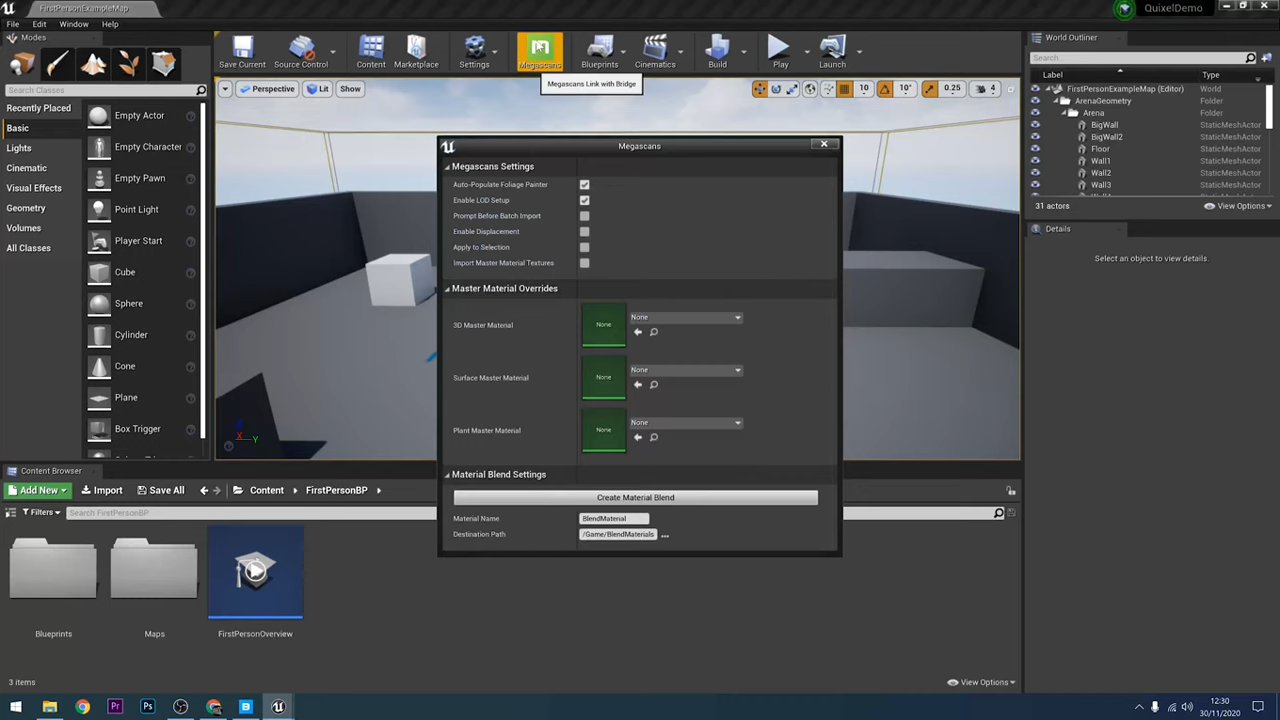 FirstPersonExampleMap
QuixelDemo
File Edit Window Help
Modes
Search Classes
Recently Placed
Basic
Lights
Cinematic
Visual Effects
Geometry
Volumes
All Classes
Empty Actor
Empty Character
Empty Pawn
Point Light
Player Start
Cube
Sphere
Cylinder
Cone
Plane
Box Trigger
Save Current
Source Control
Content
Marketplace
Settings
Megascans
Blueprints
Cinematics
Build
Play
Launch
Megascans Link with Bridge
Perspective
Lit
Show
10
10°
0.25
4
Megascans
Megascans Settings
Auto-Populate Foliage Painter
Enable LOD Setup
Prompt Before Batch Import
Enable Displacement
Apply to Selection
Import Master Material Textures
Master Material Overrides
3D Master Material
None
None
Surface Master Material
None
None
Plant Master Material
None
None
Material Blend Settings
Create Material Blend
Material Name
BlendMaterial
Destination Path
/Game/BlendMaterials
World Outliner
Search...
Label
Type
FirstPersonExampleMap (Editor) World
ArenaGeometry Folder
Arena Folder
BigWall StaticMeshActor
BigWall2 StaticMeshActor
Floor StaticMeshActor
Wall1 StaticMeshActor
Wall2 StaticMeshActor
Wall3 StaticMeshActor
31 actors
View Options
Details
Select an object to view details.
Content Browser
Add New
Import
Save All
Content
FirstPersonBP
Filters
Search FirstPersonBP
Blueprints
Maps
FirstPersonOverview
3 items
View Options
X
Y
Pr
Ps
B
12:30
30/11/2020